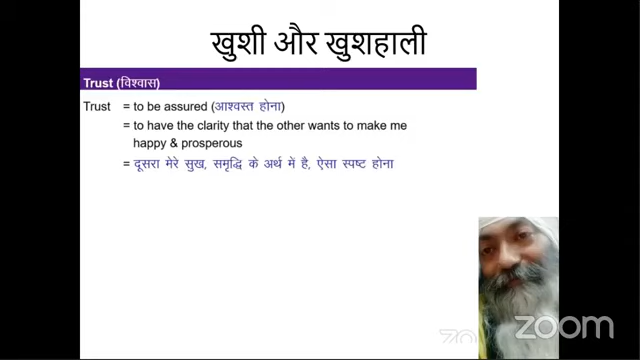 खुशी और खुशहाली
Trust (विश्वास)
Trust = to be assured (आश्वस्त होना)
= to have the clarity that the other wants to make me
happy & prosperous
= दूसरा मेरे सुख, समृद्धि के अर्थ में है, ऐसा स्पष्ट होना
zoom
zoom